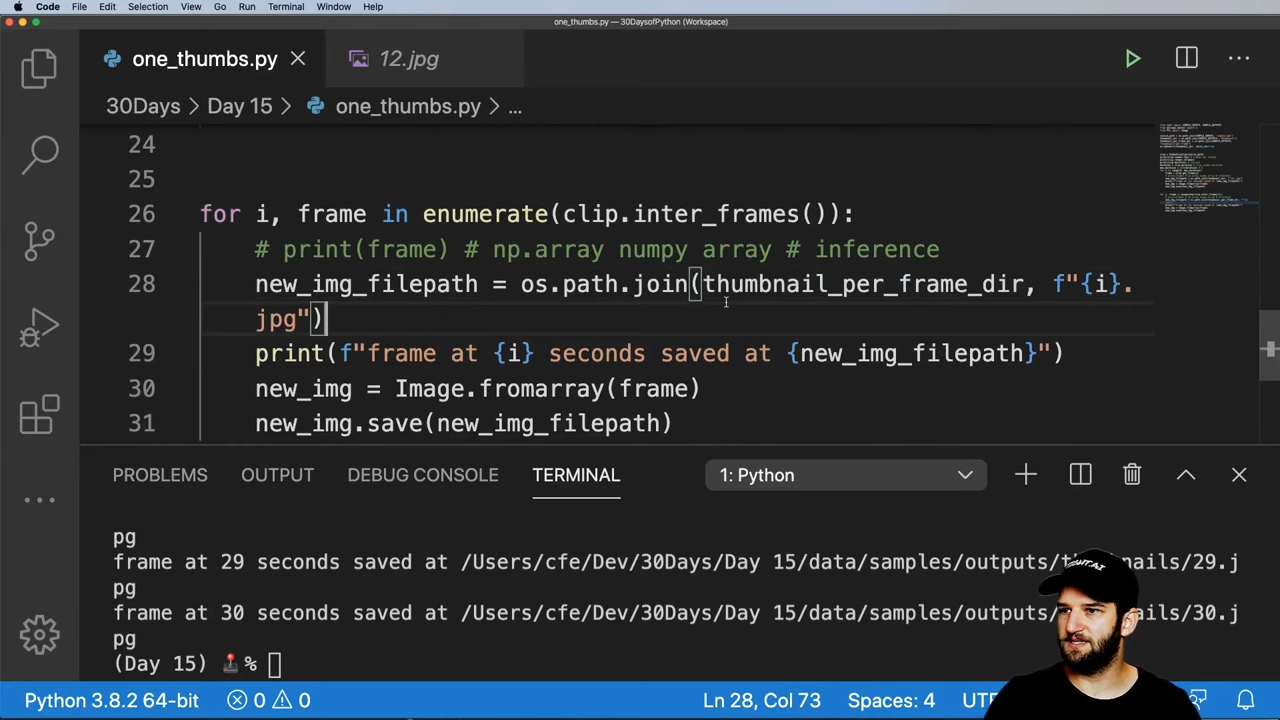 Code File Edit Selection View Go Run Terminal Window Help
one_thumbs.py — 30DaysofPython (Workspace)
one_thumbs.py
12.jpg
30Days > Day 15 > one_thumbs.py > ...
24
25
26 for i, frame in enumerate(clip.inter_frames()):
27 # print(frame) # np.array numpy array # inference
28 new_img_filepath = os.path.join(thumbnail_per_frame_dir, f"{i}.
jpg")
29 print(f"frame at {i} seconds saved at {new_img_filepath}")
30 new_img = Image.fromarray(frame)
31 new_img.save(new_img_filepath)
PROBLEMS OUTPUT DEBUG CONSOLE TERMINAL 1: Python
pg
frame at 29 seconds saved at /Users/cfe/Dev/30Days/Day 15/data/samples/outputs/th nails/29.j
pg
frame at 30 seconds saved at /Users/cfe/Dev/30Days/Day 15/data/samples/outputs/ nails/30.j
pg
(Day 15) %
Python 3.8.2 64-bit 0 0 Ln 28, Col 73 Spaces: 4